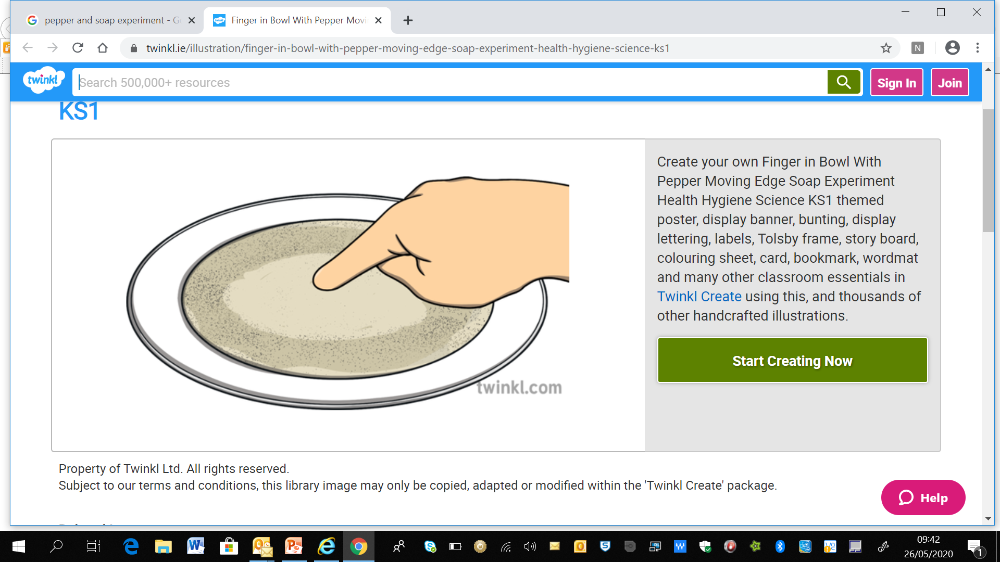 pepper and soap experiment - G
Finger in Bowl With Pepper Movi
twinkl.ie/illustration/finger-in-bowl-with-pepper-moving-edge-soap-experiment-health-hygiene-science-ks1
N
twinkl
Search 500,000+ resources
Sign In
Join
KS1
Create your own Finger in Bowl With
Pepper Moving Edge Soap Experiment
Health Hygiene Science KS1 themed
poster, display banner, bunting, display
lettering, labels, Tolsby frame, story board,
colouring sheet, card, bookmark, wordmat
and many other classroom essentials in
Twinkl Create using this, and thousands of
other handcrafted illustrations.
Start Creating Now
twinkl.com
Property of Twinkl Ltd. All rights reserved.
Subject to our terms and conditions, this library image may only be copied, adapted or modified within the 'Twinkl Create' package.
Help
09:42
26/05/2020
1